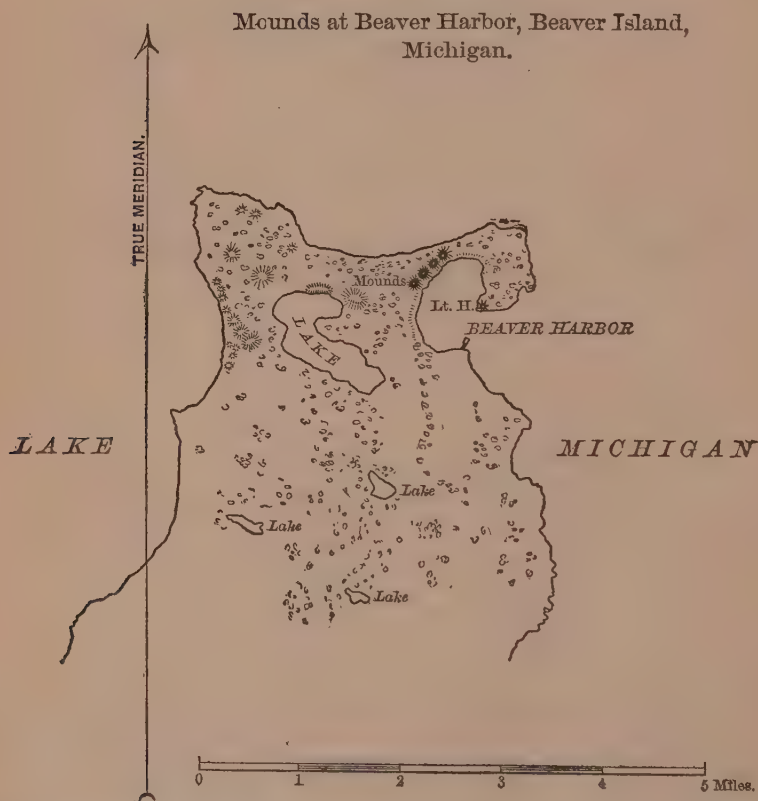 Mounds at Beaver Harbor, Beaver Island,
Michigan.
TRUE MERIDIAN.
Mounds
Lt. H.
BEAVER HARBOR
LAKE
LAKE
MICHIGAN
Lake
Lake
Lake
0 1 2 3 4 5 Miles.